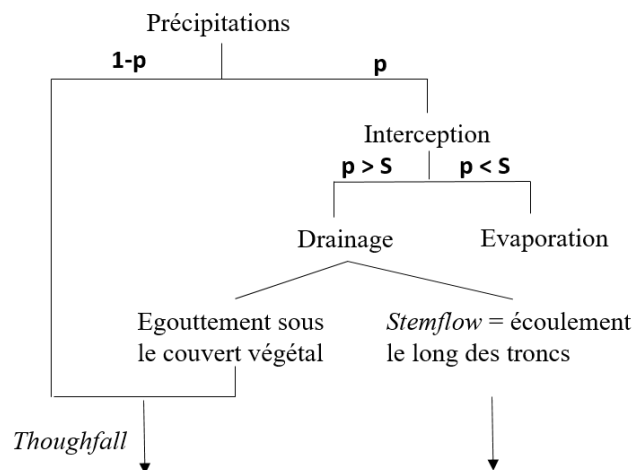 Précipitations
1-p
p
Interception
p > S
p < S
Drainage
Evaporation
Egouttement sous
le couvert végétal
Stemflow = écoulement
le long des troncs
Thoughfall